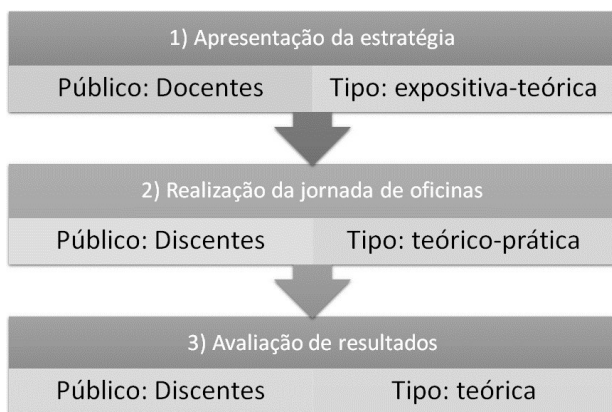 1) Apresentação da estratégia
Público: Docentes Tipo: expositiva-teórica
2) Realização da jornada de oficinas
Público: Discentes Tipo: teórico-prática
3) Avaliação de resultados
Público: Discentes Tipo: teórica